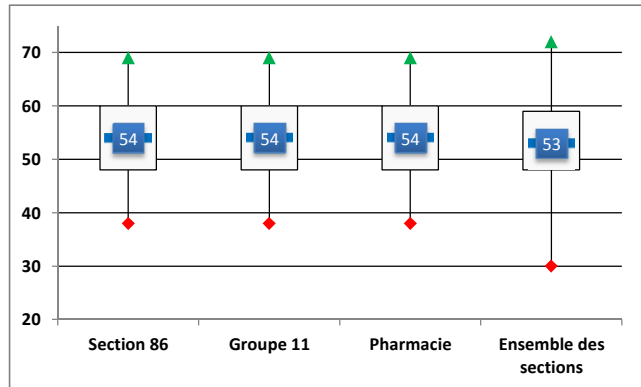 70
60
50
40
30
20
54
54
54
53
Section 86
Groupe 11
Pharmacie
Ensemble des
sections